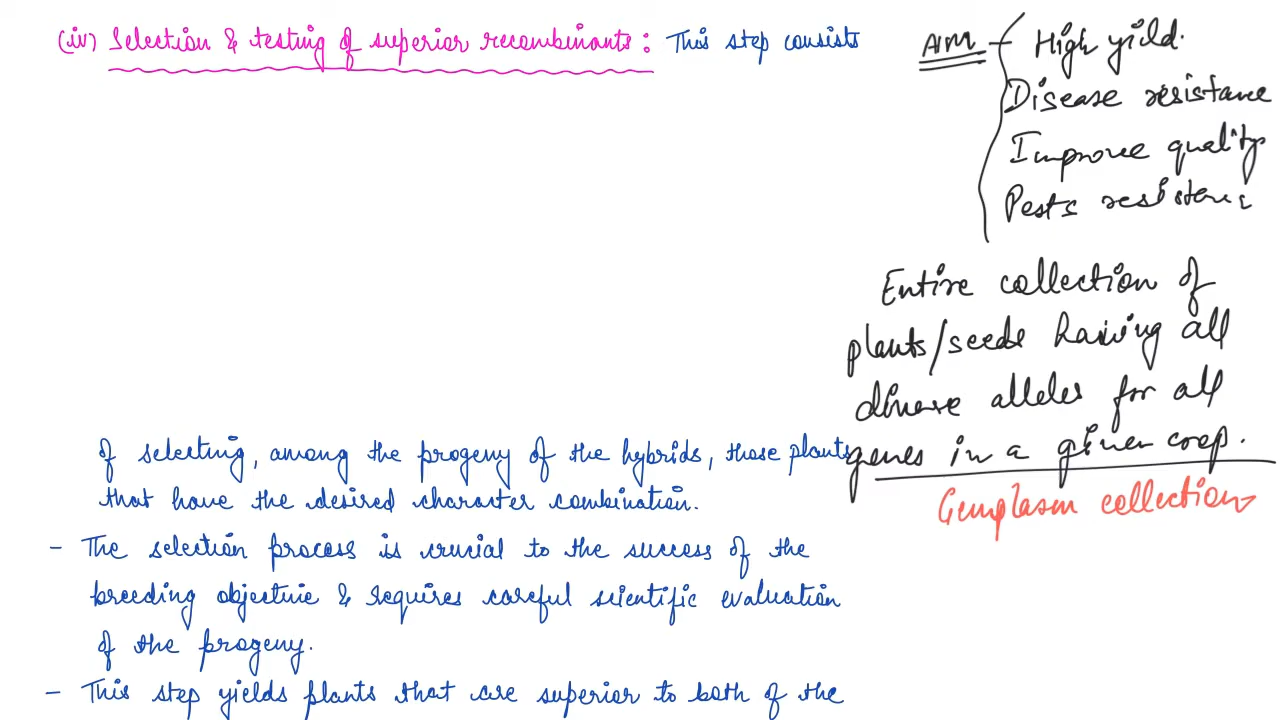 (iv) Selection & testing of superior recombinants: This step consists
of selecting, among the progeny of the hybrids, those plants
that have the desired character combination.
- The selection process is crucial to the success of the
breeding objective & requires careful scientific evaluation
of the progeny.
- This step yields plants that are superior to both of the
AIM - High yield.
Disease resistance
Improve quality
Pests resistenc
Entire collection of
plants/seeds having all
diverse alleles for all
genes in a given crop.
Germplasm collection